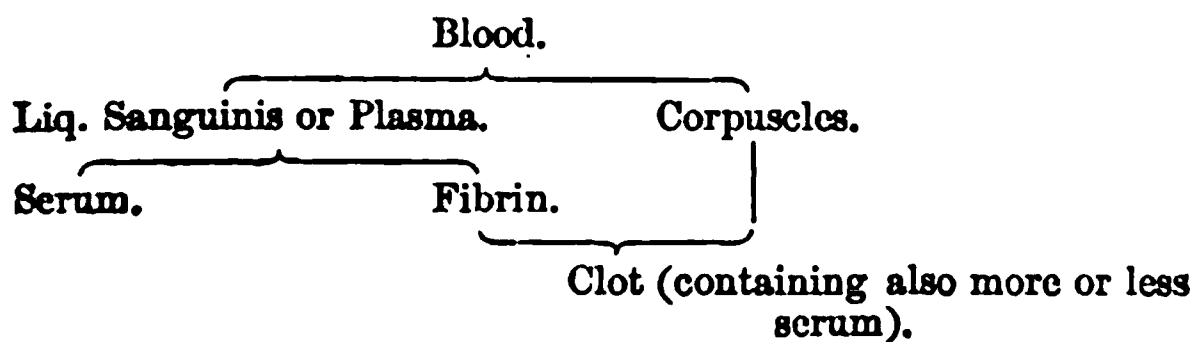 Blood.
Liq. Sanguinis or Plasma. Corpuscles.
Serum. Fibrin.
Clot (containing also more or less
serum).